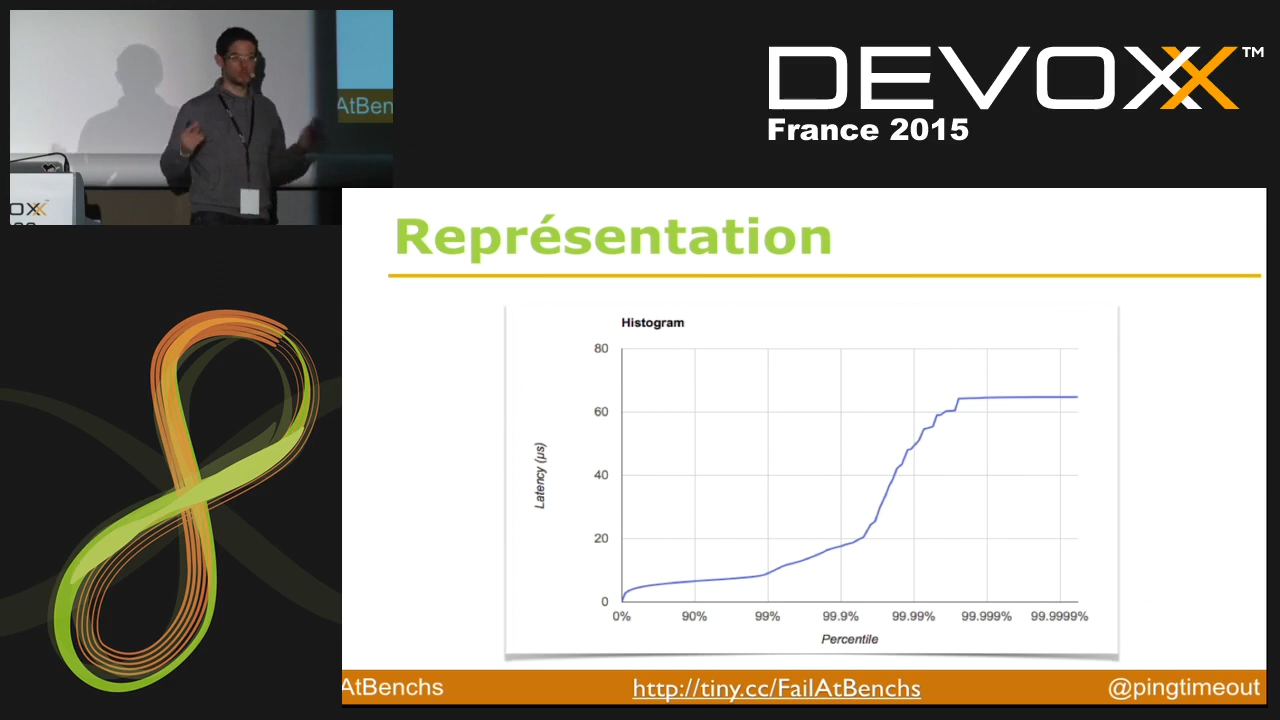 AtBen
OXX
DEVOXX™
France 2015
Représentation
Histogram
80
60
40
20
0
Latency (µs)
0% 90% 99% 99.9% 99.99% 99.999% 99.9999%
Percentile
AtBenchs http://tiny.cc/FailAtBenchs @pingtimeout